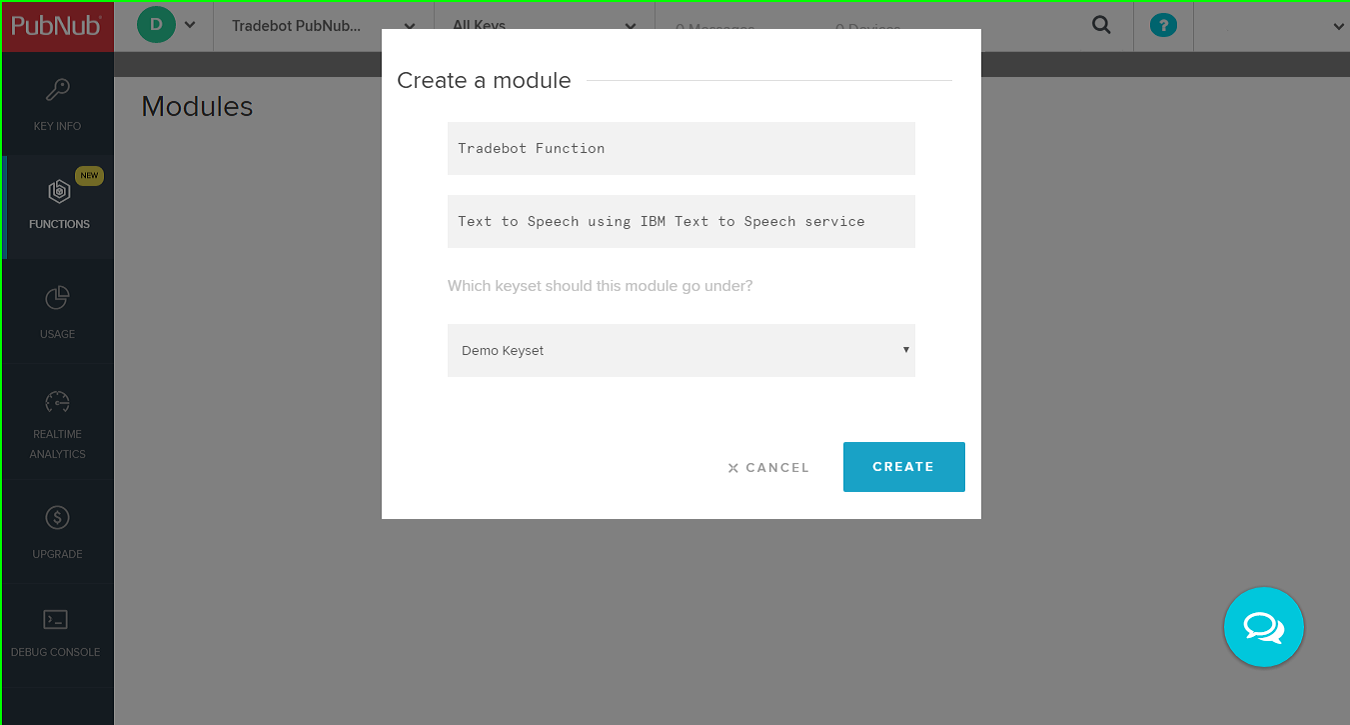 PubNub
D
Tradebot PubNub...
All Keys
0 Messages
0 Devices
?
KEY INFO
NEW
FUNCTIONS
USAGE
REALTIME
ANALYTICS
$
UPGRADE
DEBUG CONSOLE
Modules
Create a module
Tradebot Function
Text to Speech using IBM Text to Speech service
Which keyset should this module go under?
Demo Keyset
CANCEL
CREATE